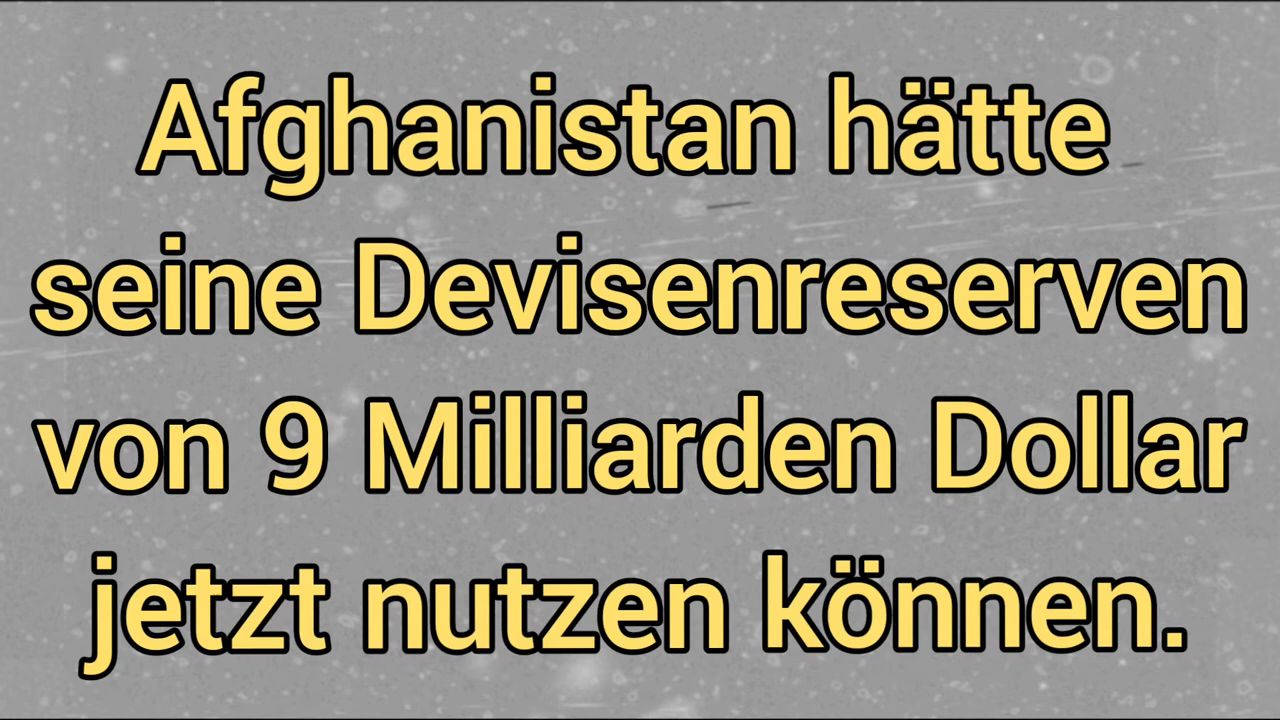 Afghanistan hätte
seine Devisenreserven
von 9 Milliarden Dollar
jetzt nutzen können.